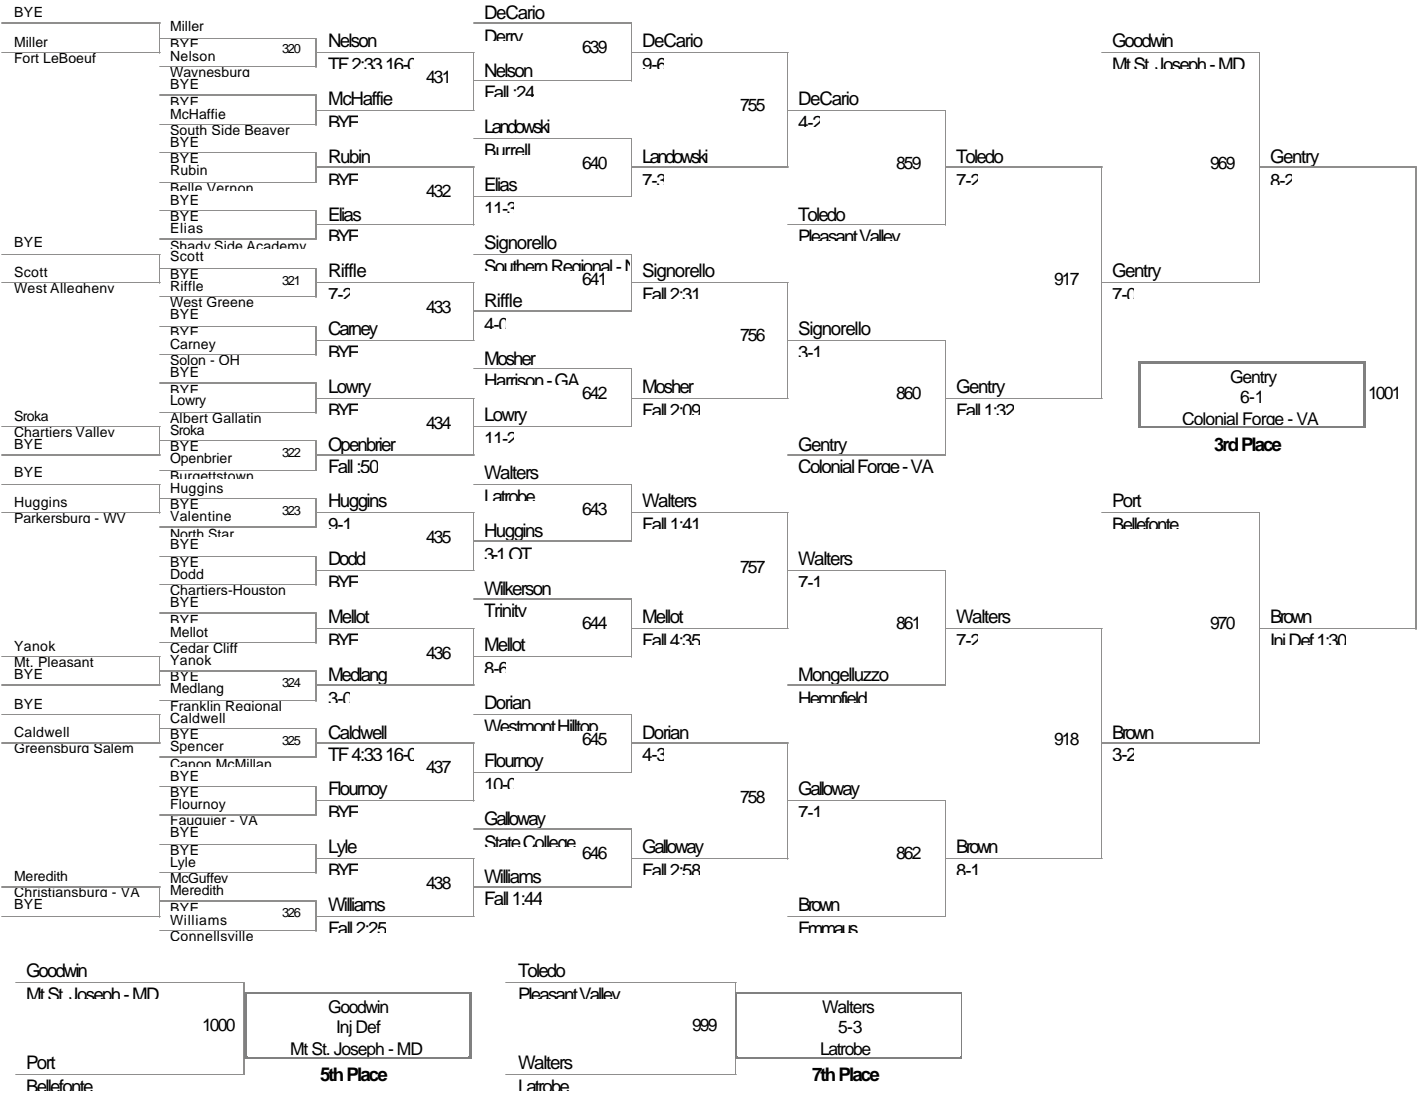 BYE
Miller
Fort LeBoeuf
BYE
Scott
West Allegheny
Sroka
Chartiers Valley
BYE
BYE
Huggins
Parkersburg - WV
Yanok
Mt. Pleasant
BYE
BYE
Caldwell
Greensburg Salem
Meredith
Christiansburg - VA
BYE
Miller
BYE
320
Nelson
Waynesburg
BYE
BYE
McHaffie
South Side Beaver
BYE
BYE
Rubin
Belle Vernon
BYE
BYE
Elias
Shady Side Academy
Scott
BYE
321
Riffle
West Greene
BYE
BYE
Carney
Solon - OH
BYE
BYE
Lowry
Albert Gallatin
Sroka
BYE
322
Openbrier
Burgettstown
Huggins
BYE
323
Valentine
North Star
BYE
BYE
Dodd
Chartiers-Houston
BYE
BYE
Mellot
Cedar Cliff
Yanok
BYE
324
Medlang
Franklin Regional
Caldwell
BYE
325
Spencer
Canon McMillan
BYE
BYE
Flournoy
Fauquier - VA
BYE
BYE
Lyle
McGuffey
Meredith
BYE
326
Williams
Connellsville
Nelson
TF 2:33 16-0
431
McHaffie
BYE
Rubin
BYE
432
Elias
BYE
Riffle
7-2
433
Carney
BYE
Lowry
BYE
434
Openbrier
Fall :50
Huggins
9-1
435
Dodd
BYE
Mellot
BYE
436
Medlang
3-0
Caldwell
TF 4:33 16-0
437
Flournoy
BYE
Lyle
BYE
438
Williams
Fall 2:25
DeCario
Derry
639
Nelson
Fall :24
Landowski
Burrell
640
Elias
11-3
Signorello
Southern Regional - N
641
Riffle
4-0
Mosher
Harrison - GA
642
Lowry
11-2
Walters
Latrobe
643
Huggins
3-1 OT
Wilkerson
Trinity
644
Mellot
8-6
Dorian
Westmont Hilltop
645
Flournoy
10-0
Galloway
State College
646
Williams
Fall 1:44
DeCario
9-6
755
Landowski
7-3
Signorello
Fall 2:31
756
Mosher
Fall 2:09
Walters
Fall 1:41
757
Mellot
Fall 4:35
Dorian
4-3
758
Galloway
Fall 2:58
DeCario
4-2
859
Toledo
Pleasant Valley
Signorello
3-1
860
Gentry
Colonial Forge - VA
Walters
7-1
861
Mongelluzzo
Hempfield
Galloway
7-1
862
Brown
Emmaus
Toledo
7-2
917
Gentry
Fall 1:32
Walters
7-2
918
Brown
8-1
Goodwin
Mt St. Joseph - MD
969
Gentry
7-0
Port
Bellefonte
970
Brown
3-2
Gentry
8-2
Brown
Inj Def 1:30
Gentry
6-1
Colonial Forge - VA
1001
3rd Place
Goodwin
Mt St. Joseph - MD
1000
Port
Bellefonte
Goodwin
Inj Def
Mt St. Joseph - MD
5th Place
Toledo
Pleasant Valley
999
Walters
Latrobe
Walters
5-3
Latrobe
7th Place